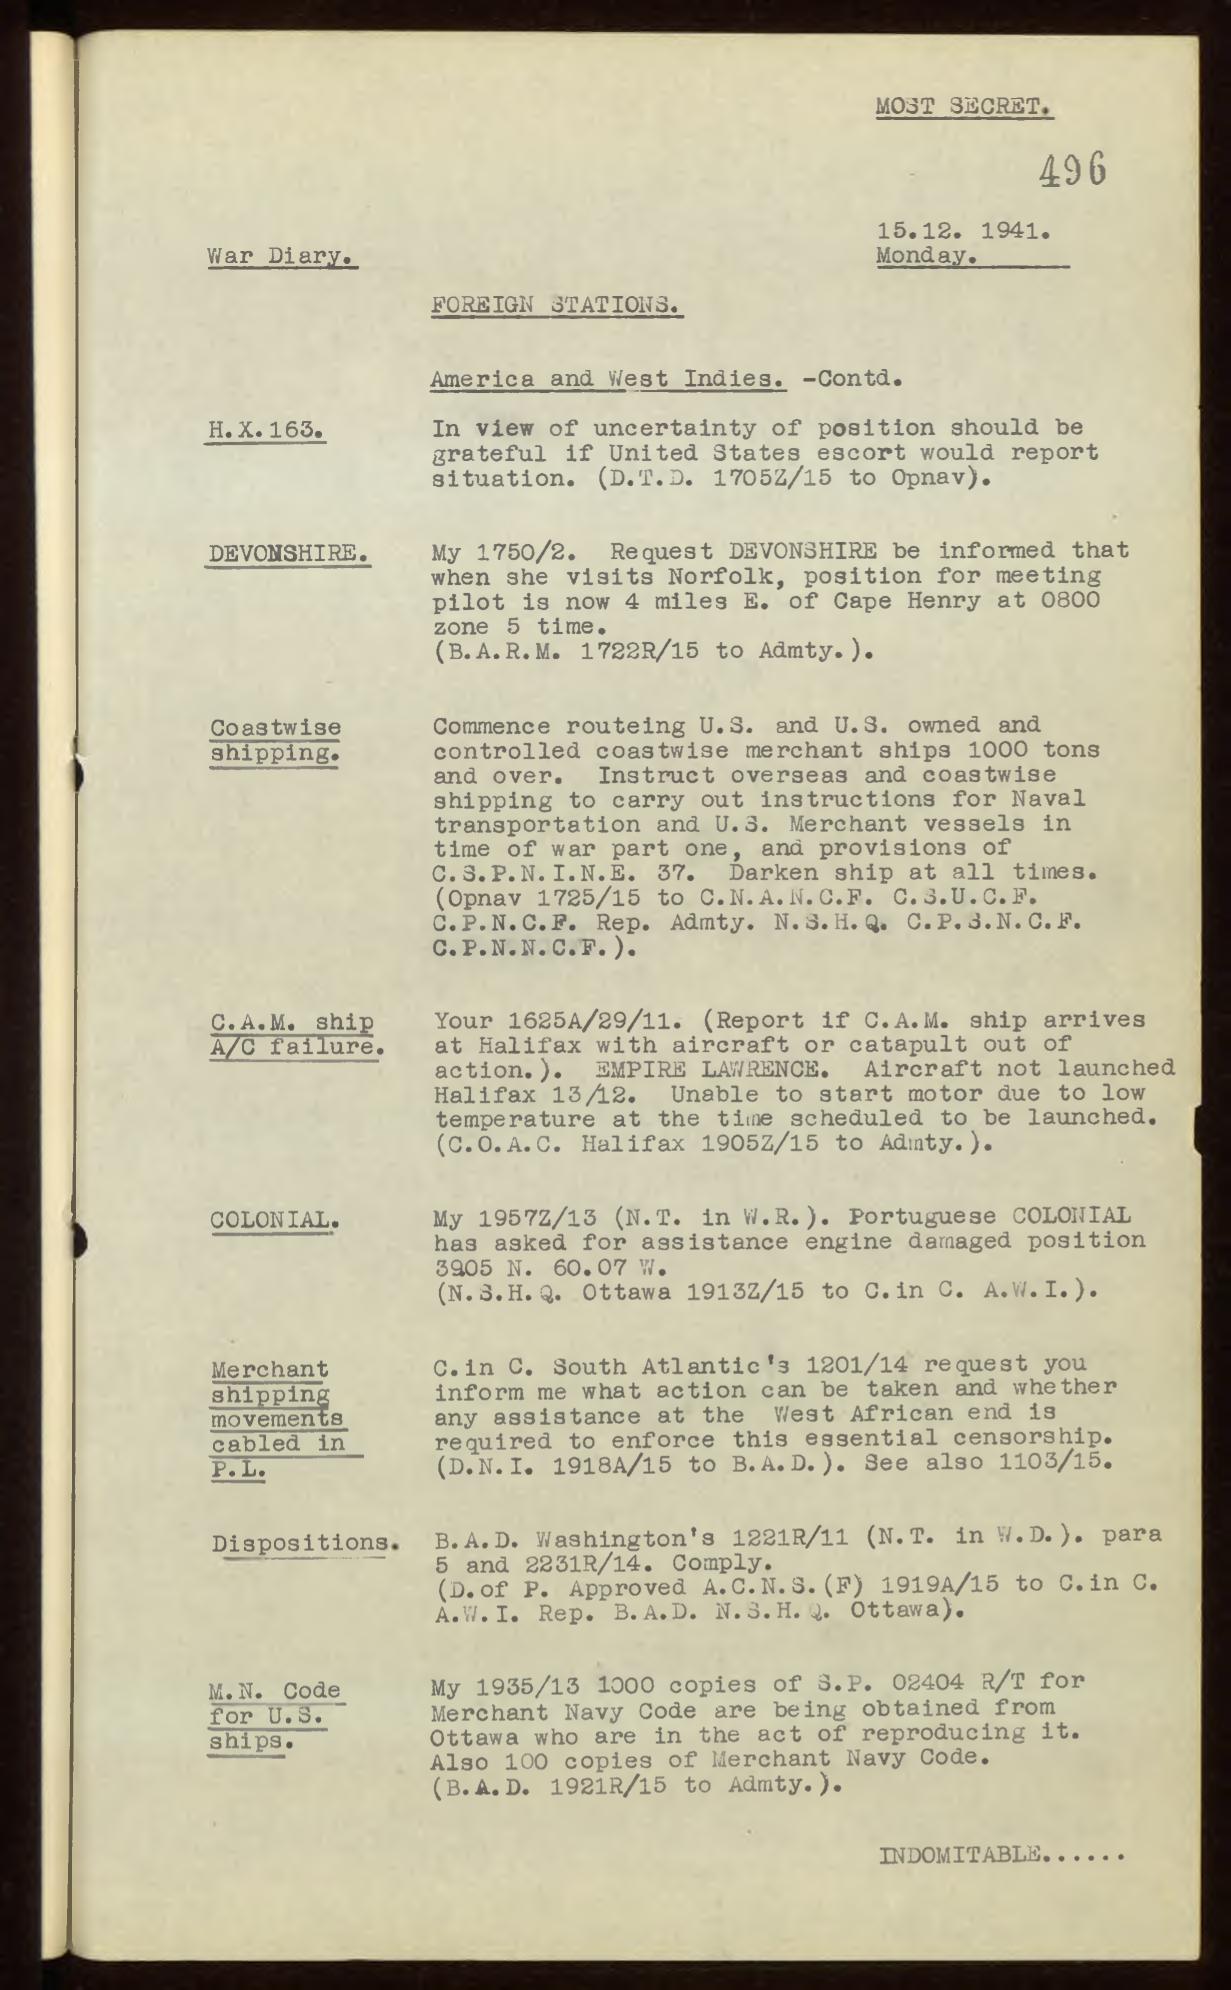 MOST SECRET.
496
15.12. 1941.
War Diary.
Monday.
FOREIGN STATIONS.
America and West Indies. -Contd.
H.X.163.
In view of uncertainty of position should be
grateful if United States escort would report
situation. (D.T.D. 1705Z/15 to Opnav).
DEVONSHIRE.
My 1750/2. Request DEVONSHIRE be informed that
when she visits Norfolk, position for meeting
pilot is now 4 miles E. of Cape Henry at 0800
zone 5 time.
(B.A.R.M. 1722R/15 to Admty.).
Coastwise
shipping.
Commence routeing U.S. and U.S. owned and
controlled coastwise merchant ships 1000 tons
and over. Instruct overseas and coastwise
shipping to carry out instructions for Naval
transportation and U.S. Merchant vessels in
time of war part one, and provisions of
C.S.P.N.I.N.E. 37. Darken ship at all times.
(Opnav 1725/15 to C.N.A.N.C.F. C.S.U.C.F.
C.P.N.C.F. Rep. Admty. N.S.H.Q. C.P.S.N.C.F.
C.P.N.N.C.F.).
C.A.M. ship
A/C failure.
Your 1625A/29/11. (Report if C.A.M. ship arrives
at Halifax with aircraft or catapult out of
action.). EMPIRE LAWRENCE. Aircraft not launched
Halifax 13/12. Unable to start motor due to low
temperature at the time scheduled to be launched.
(C.O.A.C. Halifax 1905Z/15 to Admty.).
COLONIAL.
My 1957Z/13 (N.T. in W.R.). Portuguese COLONIAL
has asked for assistance engine damaged position
3905 N. 60.07 W.
(N.S.H.Q. Ottawa 1913Z/15 to C.in C. A.W.I.).
Merchant
shipping
movements
cabled in
P.L.
C.in C. South Atlantic's 1201/14 request you
inform me what action can be taken and whether
any assistance at the West African end is
required to enforce this essential censorship.
(D.N.I. 1918A/15 to B.A.D.). See also 1103/15.
Dispositions.
B.A.D. Washington's 1221R/11 (N.T. in W.D.). para
5 and 2231R/14. Comply.
(D.of P. Approved A.C.N.S.(F) 1919A/15 to C.in C.
A.W.I. Rep. B.A.D. N.S.H.Q. Ottawa).
M.N. Code
for U.S.
ships.
My 1935/13 1000 copies of S.P. 02404 R/T for
Merchant Navy Code are being obtained from
Ottawa who are in the act of reproducing it.
Also 100 copies of Merchant Navy Code.
(B.A.D. 1921R/15 to Admty.).
INDOMITABLE......